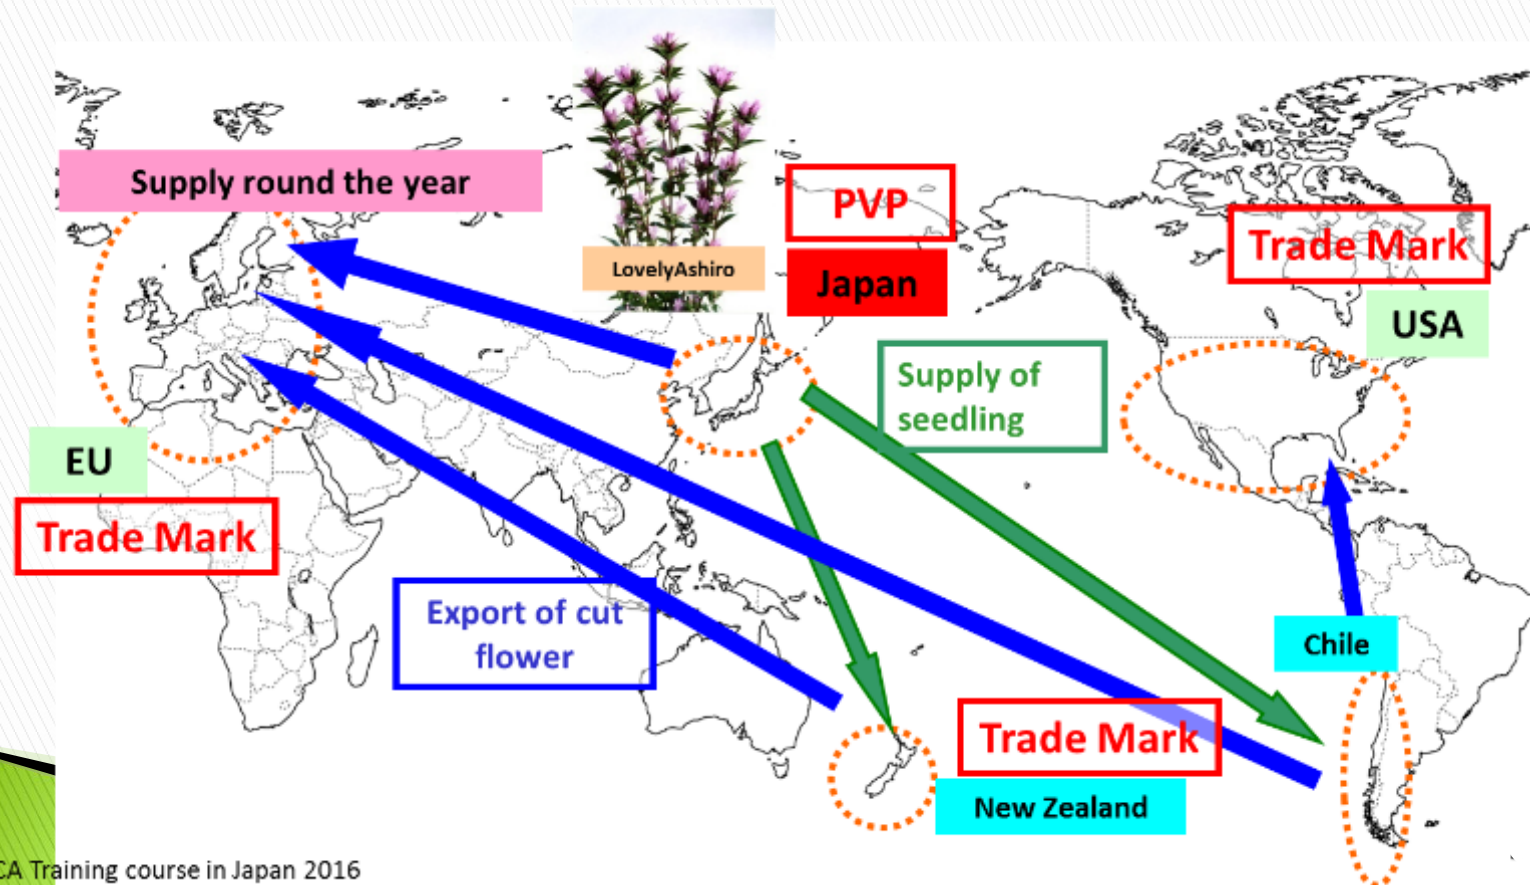 Supply round the year
LovelyAshiro
PVP
Japan
Trade Mark
USA
Supply of
seedling
EU
Trade Mark
Export of cut
flower
Chile
Trade Mark
New Zealand
CA Training course in Japan 2016